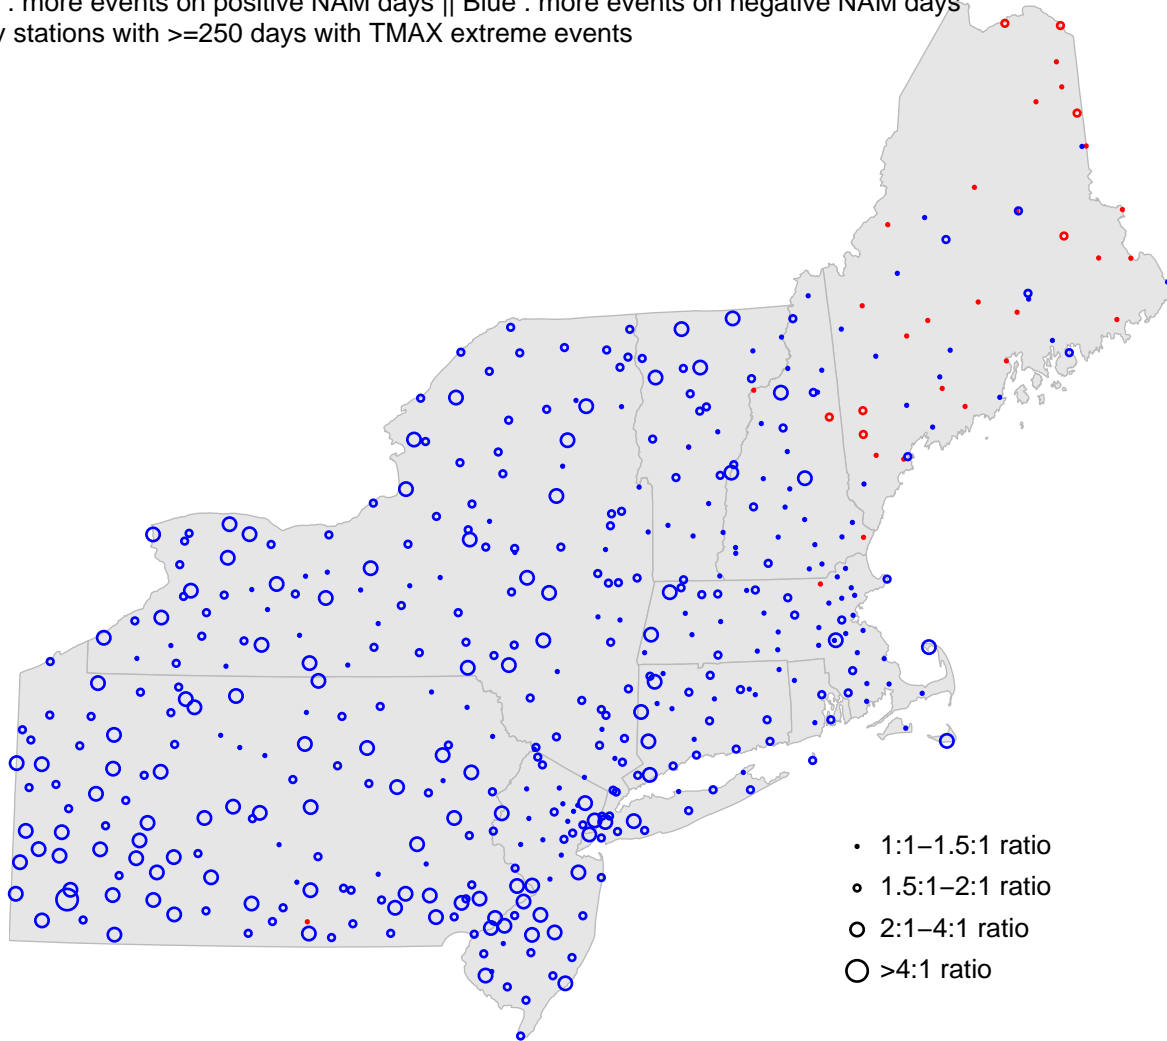 : more events on positive NAM days || Blue : more events on negative NAM days
stations with >=250 days with TMAX extreme events
1:1−1.5:1 ratio
1.5:1−2:1 ratio
2:1−4:1 ratio
>4:1 ratio